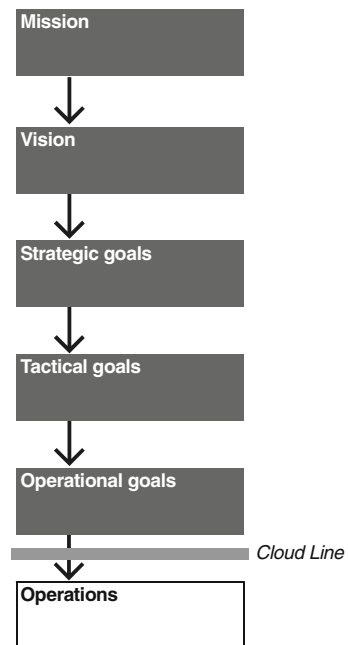 Mission
Vision
Strategic goals
Tactical goals
Operational goals
Cloud Line
Operations